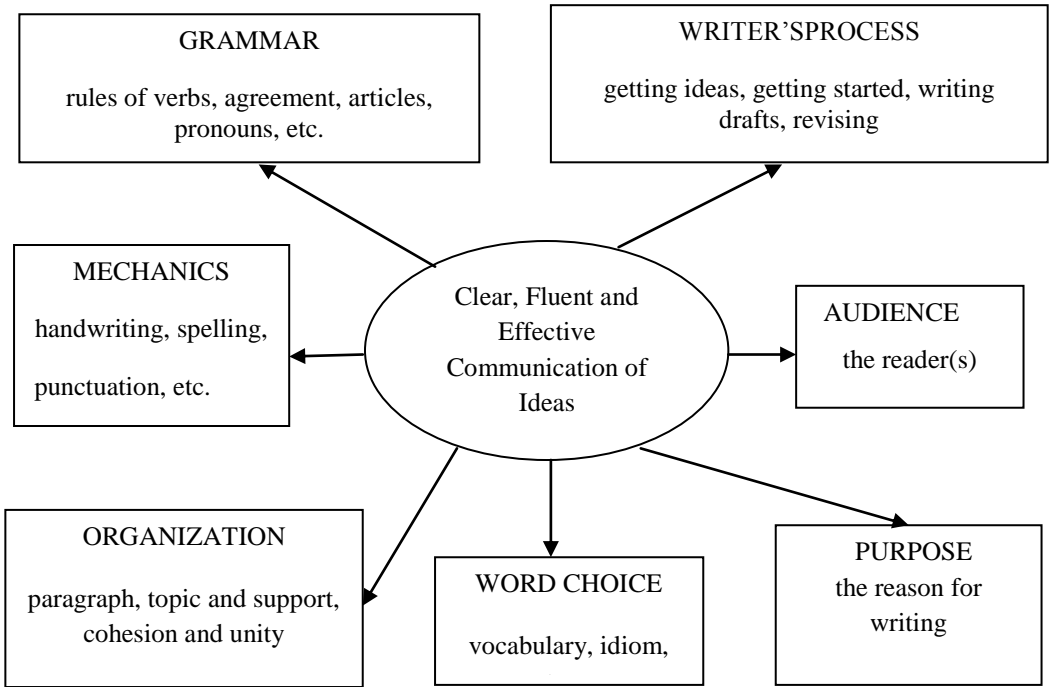 GRAMMAR
rules of verbs, agreement, articles,
pronouns, etc.
WRITER'SPROCESS
getting ideas, getting started, writing
drafts, revising
MECHANICS
handwriting, spelling,
punctuation, etc.
Clear, Fluent and
Effective
Communication of
Ideas
AUDIENCE
the reader(s)
ORGANIZATION
paragraph, topic and support,
cohesion and unity
WORD CHOICE
vocabulary, idiom,
PURPOSE
the reason for
writing